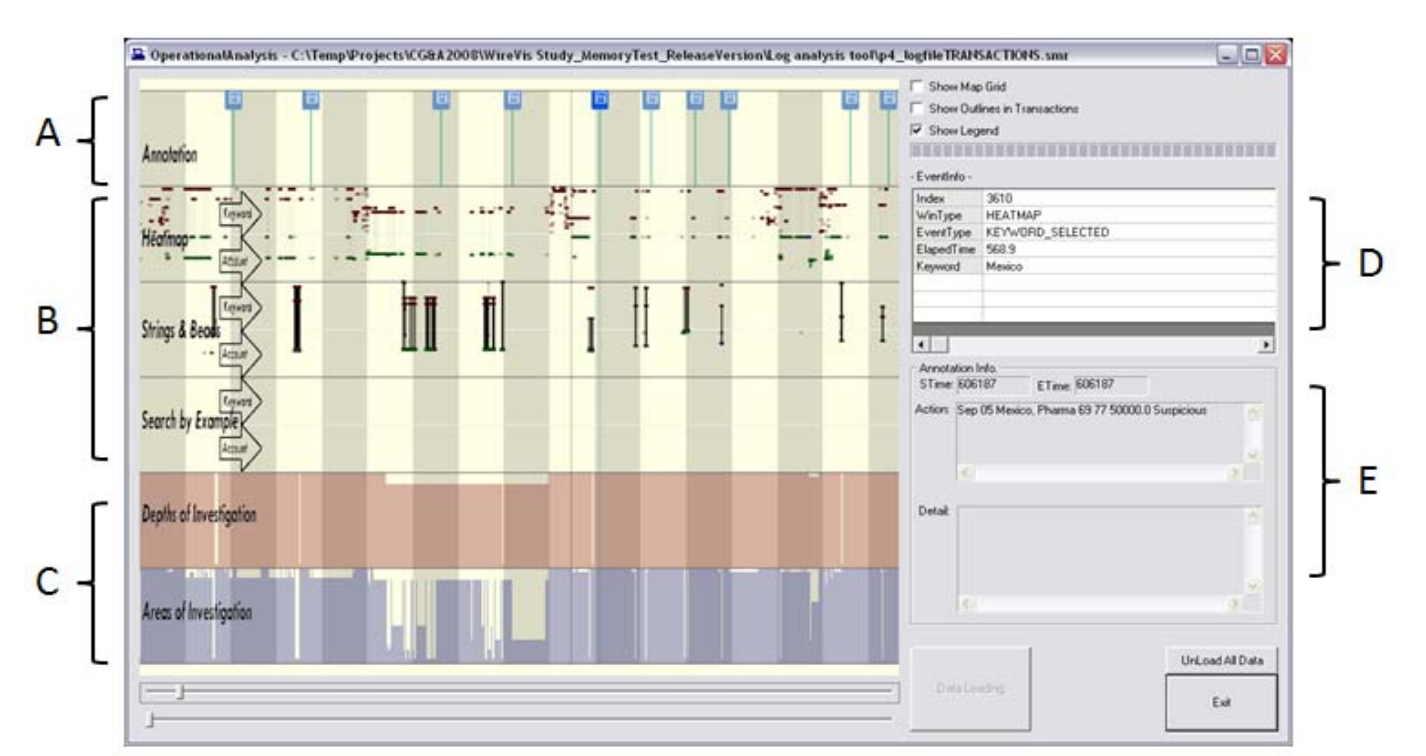 OperationalAnalysis - C:\Temp\Projects\CG&A2008\WireVis Study_MemoryTest_ReleaseVersion\Log analysis tool\p4_logfileTRANSACTIONS.smr
A
Annotation
B
Heatmap
Keyword
Account
Strings & Beads
Keyword
Account
Search by Example
Keyword
Account
C
Depths of Investigation
Areas of Investigation
Show Map Grid
Show Outlines in Transactions
Show Legend
- EventInfo -
Index 3610
WinType HEATMAP
EventType KEYWORD_SELECTED
ElapedTime 568.9
Keyword Mexico
D
Annotation Info.
STime: 606187 ETime: 606187
Action: Sep 05 Mexico, Pharma 69 77 50000.0 Suspicious
E
Detail:
Data Loading
UnLoad All Data
Exit